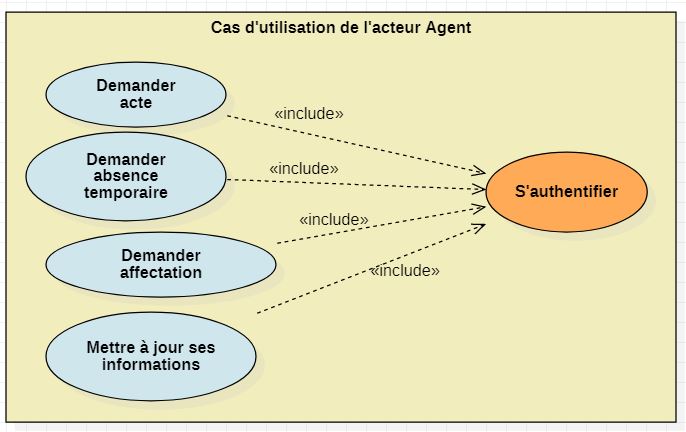 Cas d'utilisation de l'acteur Agent
Demander
acte
«include»
Demander
absence
temporaire
«include»
S'authentifier
«include»
Demander
affectation
«include»
Mettre à jour ses
informations